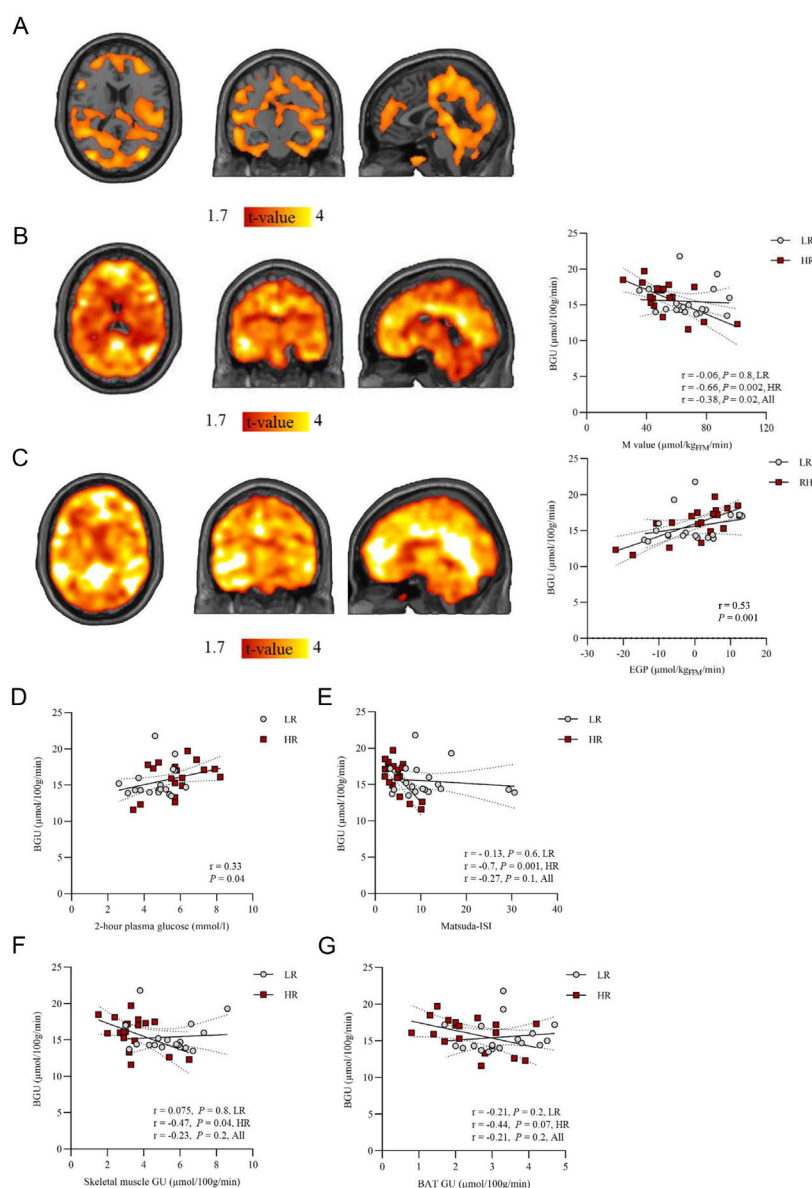 A
1.7 t-value 4
B
1.7 t-value 4
BGU (µmol/100g/min)
25
20
15
10
5
0
0 40 80 120
M value (µmol/kgFFM/min)
LR
HR
r = -0.06, P = 0.8, LR
r = -0.66, P = 0.002, HR
r = -0.38, P = 0.02, All
C
1.7 t-value 4
BGU (µmol/100g/min)
25
20
15
10
5
0
-30 -20 -10 0 10 20
EGP (µmol/kgFFM/min)
LR
RH
r = 0.53
P = 0.001
D
BGU (µmol/100g/min)
25
20
15
10
5
0
0 2 4 6 8 10
2-hour plasma glucose (mmol/l)
LR
HR
r = 0.33
P = 0.04
E
BGU (µmol/100g/min)
25
20
15
10
5
0
0 10 20 30 40
Matsuda-ISI
LR
HR
r = - 0.13, P = 0.6, LR
r = -0.7, P = 0.001, HR
r = -0.27, P = 0.1, All
F
BGU (µmol/100g/min)
25
20
15
10
5
0
0 2 4 6 8 10
Skeletal muscle GU (µmol/100g/min)
LR
HR
r = 0.075, P = 0.8, LR
r = -0.47, P = 0.04, HR
r = -0.23, P = 0.2, All
G
BGU (µmol/100g/min)
25
20
15
10
5
0
0 1 2 3 4 5
BAT GU (µmol/100g/min)
LR
HR
r = -0.21, P = 0.2, LR
r = -0.44, P = 0.07, HR
r = -0.21, P = 0.2, All